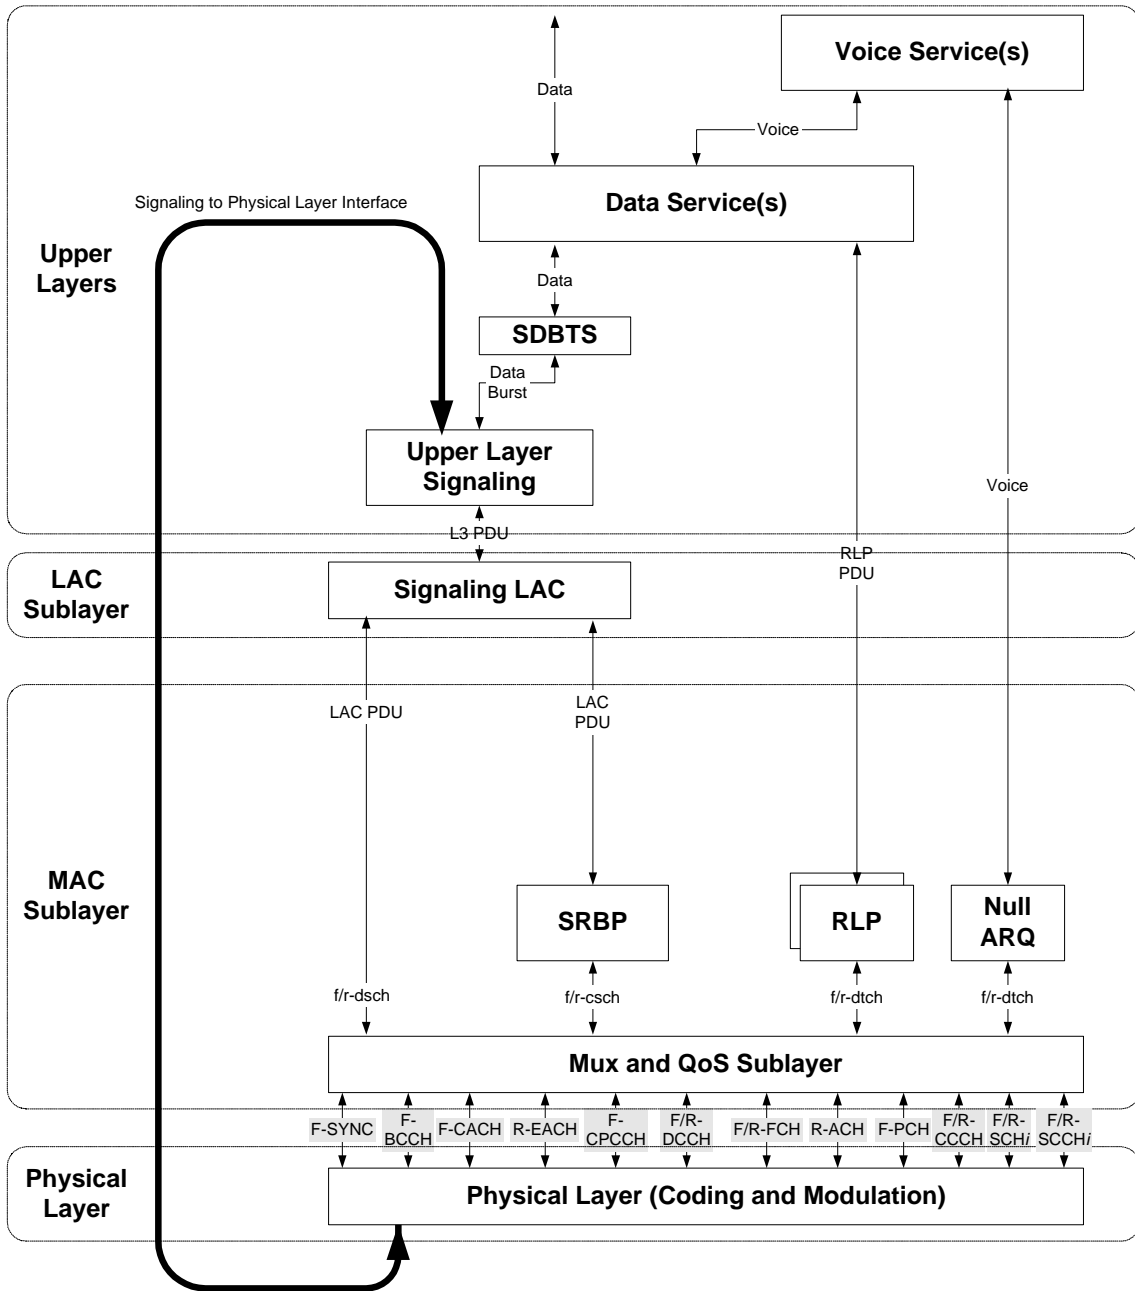 Voice Service(s)
Data
Voice
Signaling to Physical Layer Interface
Data Service(s)
Upper
Layers
Data
SDBTS
Data
Burst
Upper Layer
Signaling
Voice
L3 PDU
RLP
PDU
LAC
Sublayer
Signaling LAC
LAC PDU
LAC
PDU
MAC
Sublayer
SRBP
RLP
Null
ARQ
f/r-dsch
f/r-csch
f/r-dtch
f/r-dtch
Mux and QoS Sublayer
F-SYNC
F-
BCCH
F-CACH
R-EACH
F-
CPCCH
F/R-
DCCH
F/R-FCH
R-ACH
F-PCH
F/R-
CCCH
F/R-
SCHi
F/R-
SCCHi
Physical
Layer
Physical Layer (Coding and Modulation)